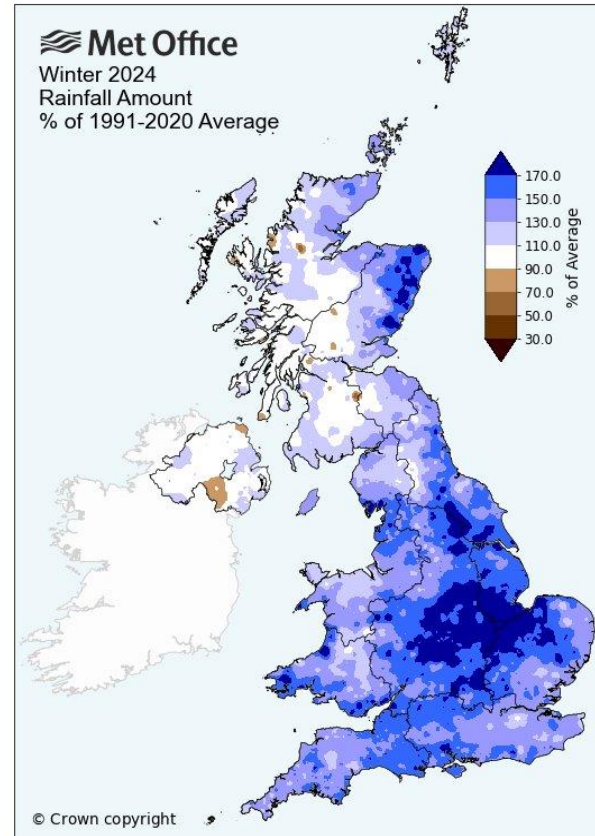 Met Office
Winter 2024
Rainfall Amount
% of 1991-2020 Average
170.0
150.0
130.0
110.0
90.0
70.0
50.0
30.0
% of Average
© Crown copyright